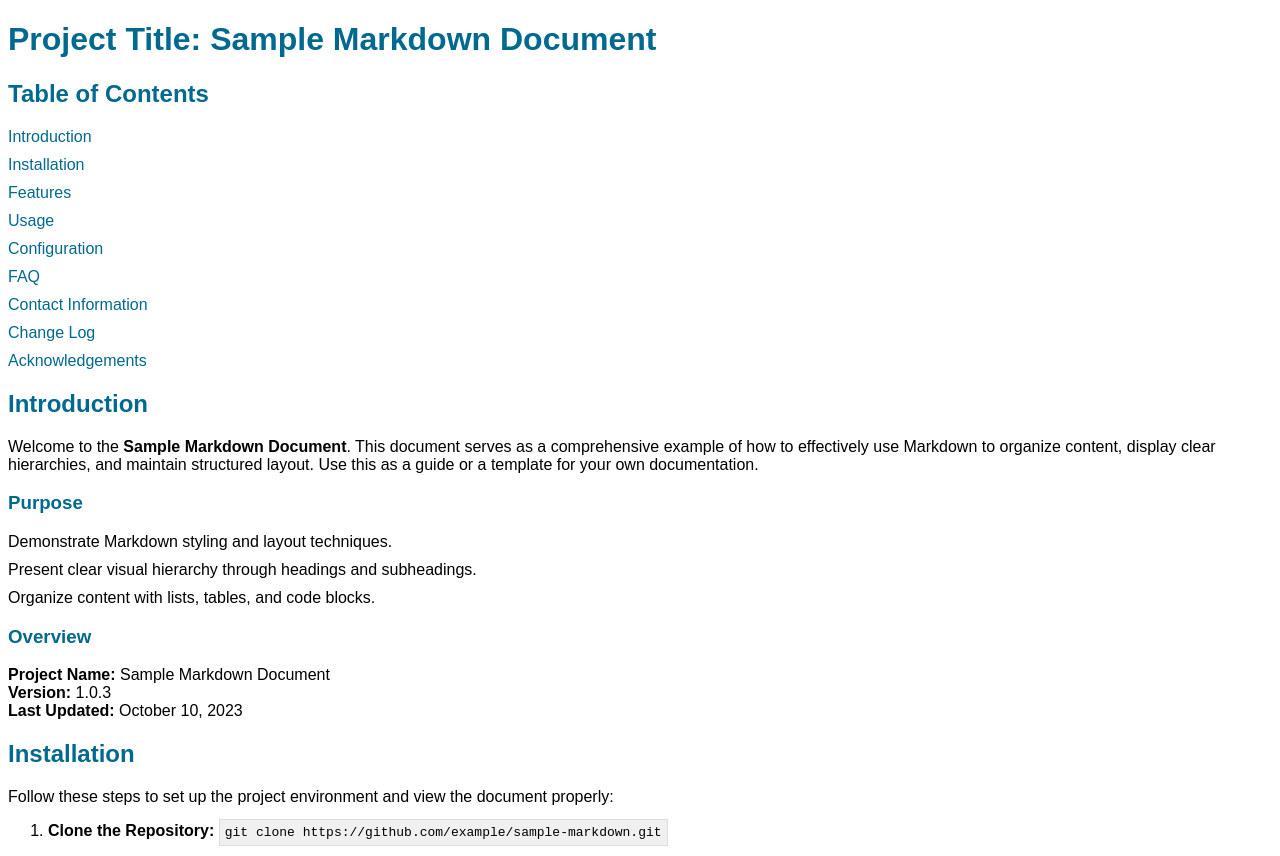 Project Title: Sample Markdown Document
Table of Contents
Introduction
Installation
Features
Usage
Configuration
FAQ
Contact Information
Change Log
Acknowledgements
Introduction
Welcome to the Sample Markdown Document. This document serves as a comprehensive example of how to effectively use Markdown to organize content, display clear
hierarchies, and maintain structured layout. Use this as a guide or a template for your own documentation.
Purpose
Demonstrate Markdown styling and layout techniques.
Present clear visual hierarchy through headings and subheadings.
Organize content with lists, tables, and code blocks.
Overview
Project Name: Sample Markdown Document
Version: 1.0.3
Last Updated: October 10, 2023
Installation
Follow these steps to set up the project environment and view the document properly:
1. Clone the Repository: git clone https://github.com/example/sample-markdown.git